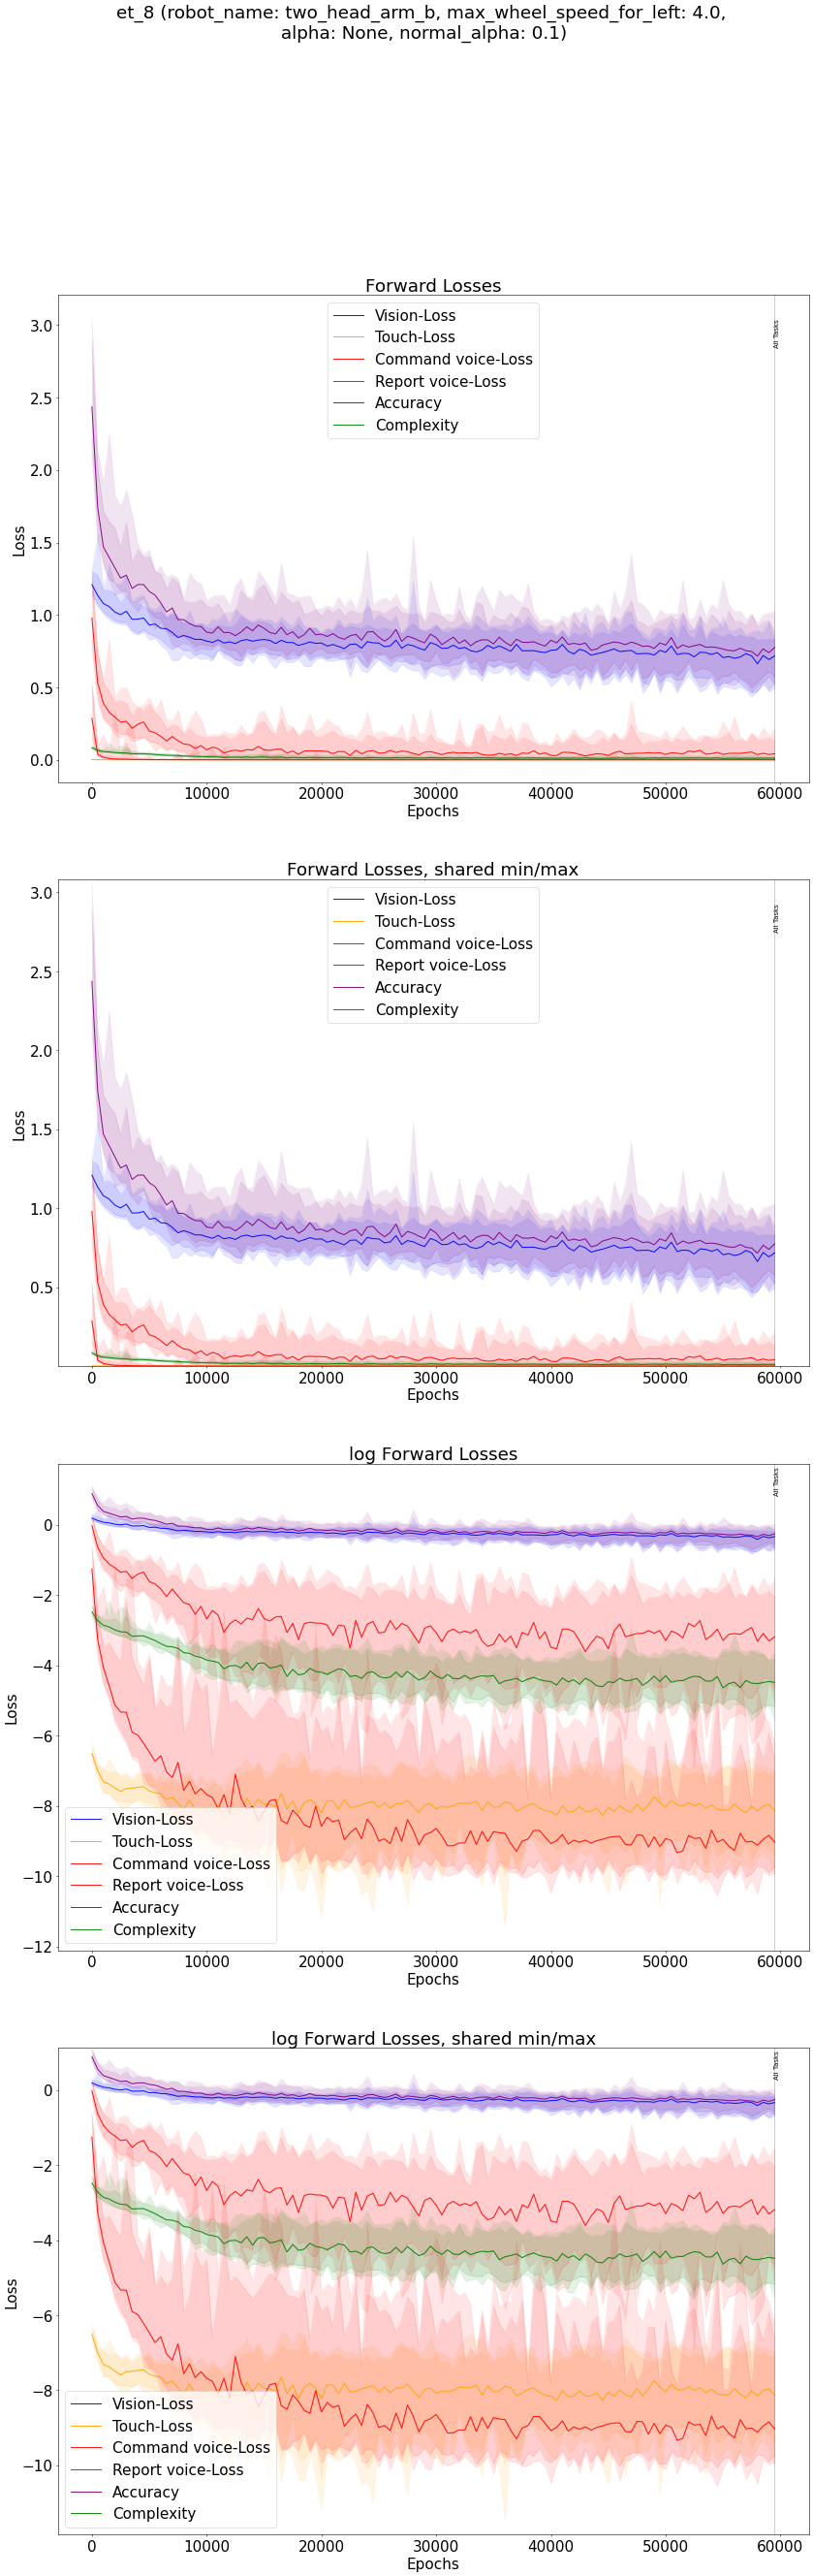 et_8 (robot_name: two_head_arm_b, max_wheel_speed_for_left: 4.0,
alpha: None, normal_alpha: 0.1)
Forward Losses
Vision-Loss
Touch-Loss
Command voice-Loss
Report voice-Loss
Accuracy
Complexity
All Tasks
3.0
2.5
2.0
1.5
1.0
0.5
0.0
Loss
0 10000 20000 30000 40000 50000 60000
Epochs
Forward Losses, shared min/max
Vision-Loss
Touch-Loss
Command voice-Loss
Report voice-Loss
Accuracy
Complexity
All Tasks
3.0
2.5
2.0
1.5
1.0
0.5
Loss
0 10000 20000 30000 40000 50000 60000
Epochs
log Forward Losses
All Tasks
0
−2
−4
−6
−8
−10
−12
Loss
Vision-Loss
Touch-Loss
Command voice-Loss
Report voice-Loss
Accuracy
Complexity
0 10000 20000 30000 40000 50000 60000
Epochs
log Forward Losses, shared min/max
All Tasks
0
−2
−4
−6
−8
−10
Loss
Vision-Loss
Touch-Loss
Command voice-Loss
Report voice-Loss
Accuracy
Complexity
0 10000 20000 30000 40000 50000 60000
Epochs